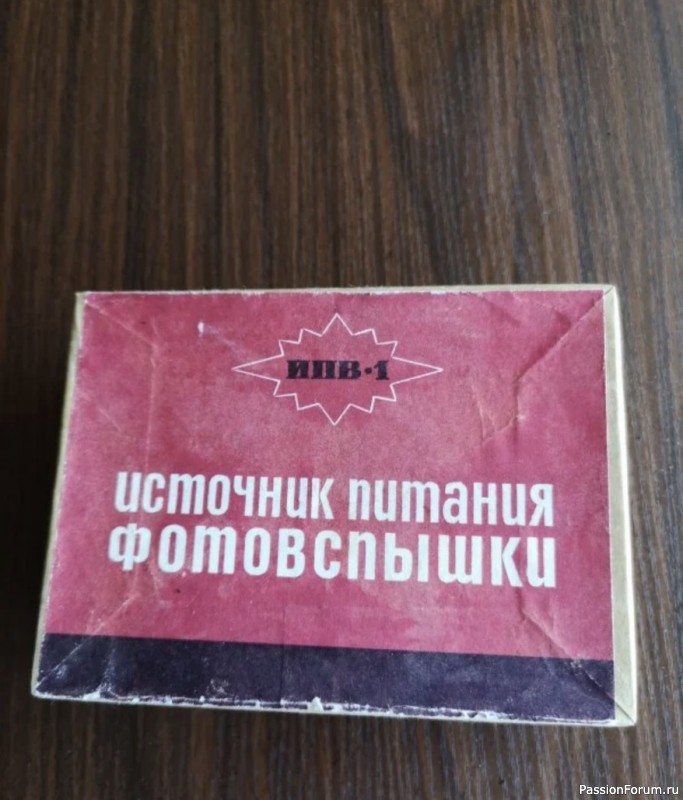 ИПВ·1
источник питания
фотовспышки
PassionForum.ru